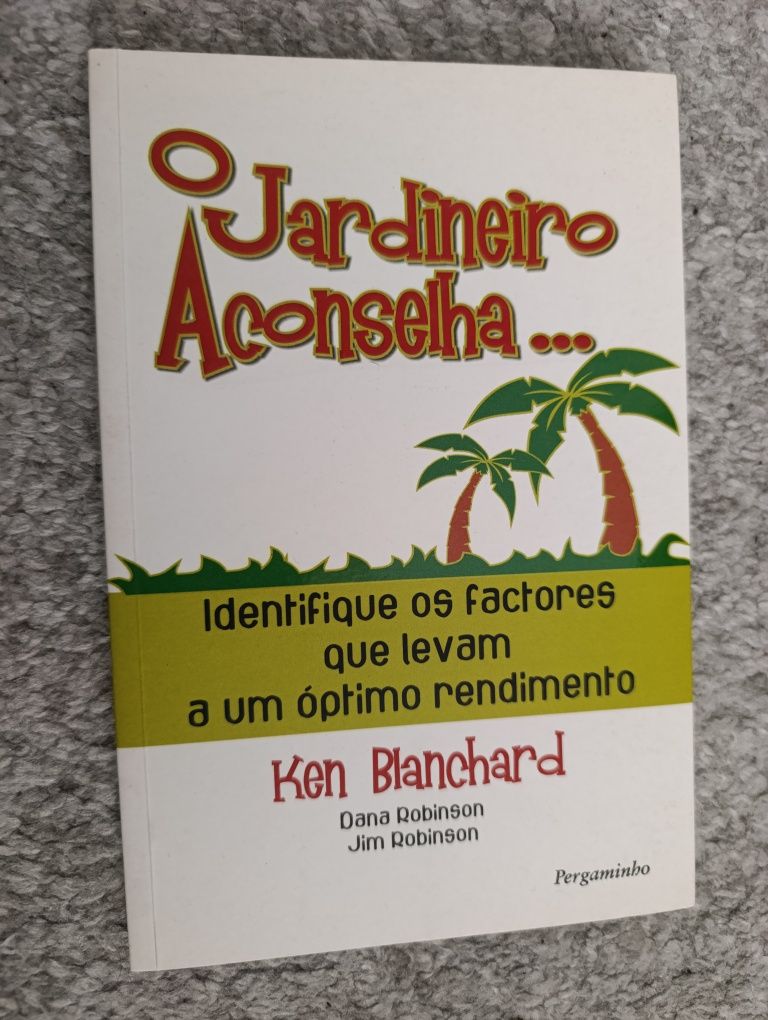 O Jardineiro
Aconselha...
Identifique os factores
que levam
a um óptimo rendimento
Ken Blanchard
Dana Robinson
Jim Robinson
Pergaminho